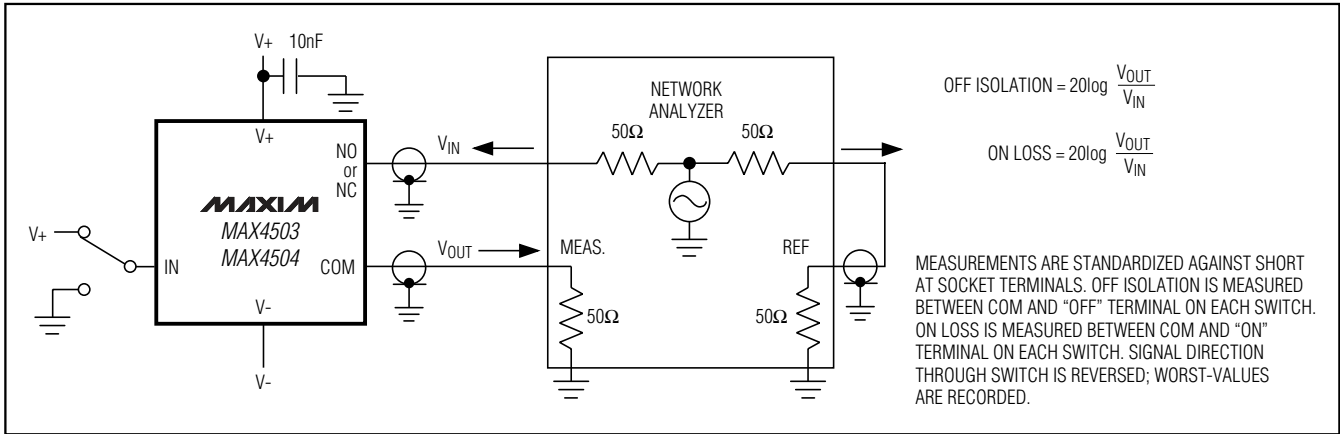 V+ 10nF
V+
NO
or
NC
MAXIM
MAX4503
MAX4504
V+
IN
COM
V-
V-
VIN
VOUT
NETWORK
ANALYZER
50Ω 50Ω
MEAS. REF
50Ω 50Ω
OFF ISOLATION = 20log VOUT
VIN
ON LOSS = 20log VOUT
VIN
MEASUREMENTS ARE STANDARDIZED AGAINST SHORT
AT SOCKET TERMINALS. OFF ISOLATION IS MEASURED
BETWEEN COM AND “OFF” TERMINAL ON EACH SWITCH.
ON LOSS IS MEASURED BETWEEN COM AND “ON”
TERMINAL ON EACH SWITCH. SIGNAL DIRECTION
THROUGH SWITCH IS REVERSED; WORST-VALUES
ARE RECORDED.